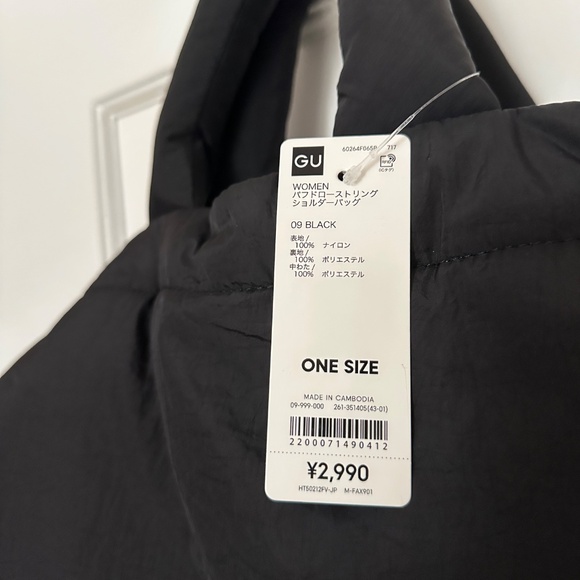 GU
60264F065P 717
WOMEN
パフドローストリング
ショルダーバッグ
09 BLACK
表地 /
100% ナイロン
裏地 /
100% ポリエステル
中わた /
100% ポリエステル
ONE SIZE
MADE IN CAMBODIA
09-999-000 261-351405(43-01)
2200071490412
¥2,990
HT50212FV-JP M-FAX901